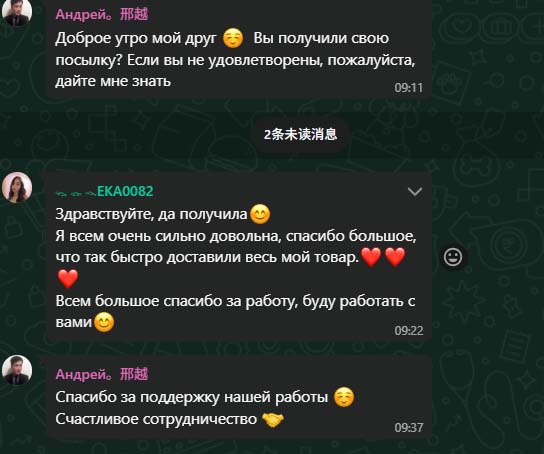 Андрей。邢越
Доброе утро мой друг ☺️ Вы получили свою
посылку? Если вы не удовлетворены, пожалуйста,
дайте мне знать
09:11
2条未读消息
EKA0082
Здравствуйте, да получила😊
Я всем очень сильно довольна, спасибо большое,
что так быстро доставили весь мой товар.❤️❤️
❤️
Всем большое спасибо за работу, буду работать с
вами😊
09:22
Андрей。邢越
Спасибо за поддержку нашей работы ☺️
Счастливое сотрудничество 🤝
09:37